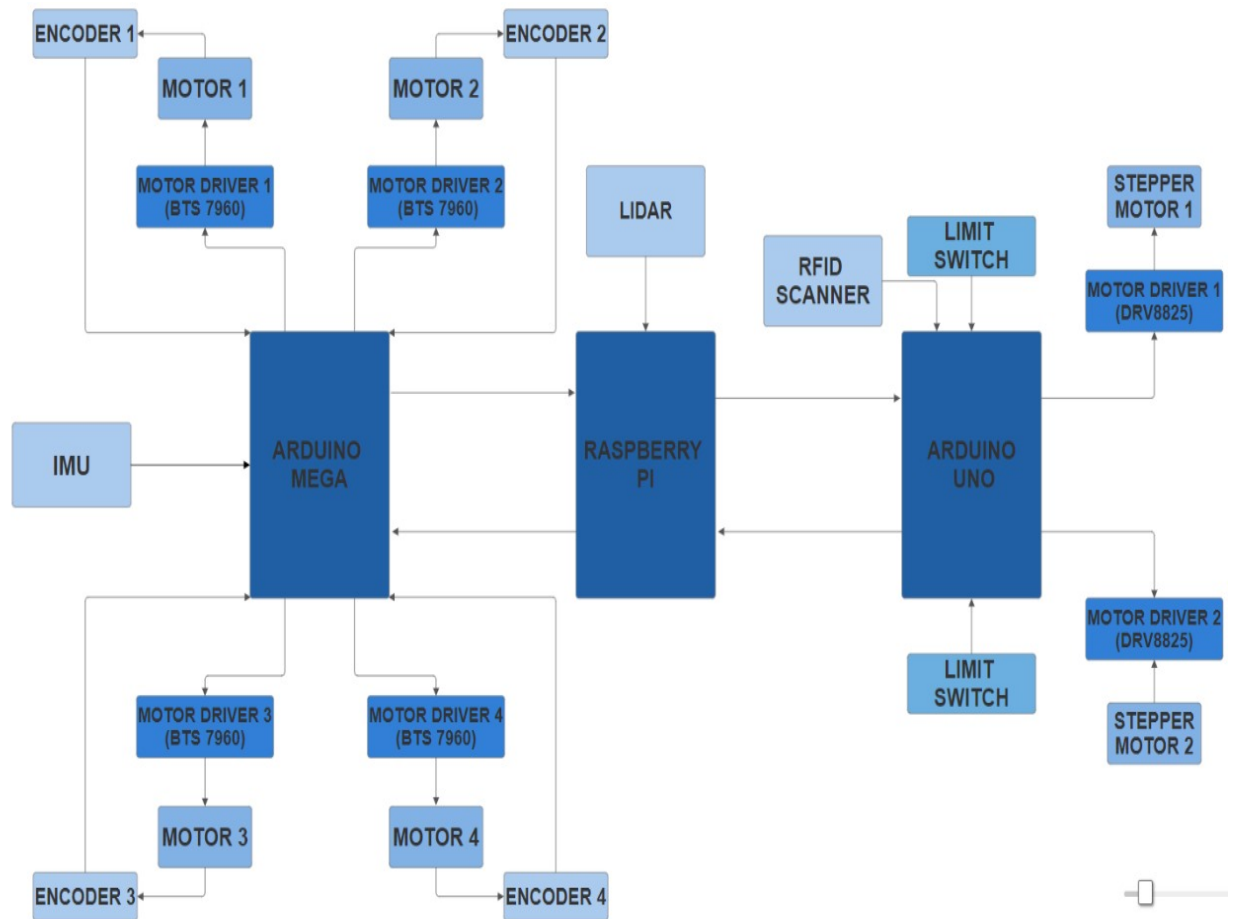 ENCODER 1
ENCODER 2
MOTOR 1
MOTOR 2
MOTOR DRIVER 1
(BTS 7960)
MOTOR DRIVER 2
(BTS 7960)
LIDAR
RFID
SCANNER
LIMIT
SWITCH
STEPPER
MOTOR 1
MOTOR DRIVER 1
(DRV8825)
IMU
ARDUINO
MEGA
RASPBERRY
PI
ARDUINO
UNO
MOTOR DRIVER 2
(DRV8825)
LIMIT
SWITCH
STEPPER
MOTOR 2
MOTOR DRIVER 3
(BTS 7960)
MOTOR DRIVER 4
(BTS 7960)
MOTOR 3
MOTOR 4
ENCODER 3
ENCODER 4